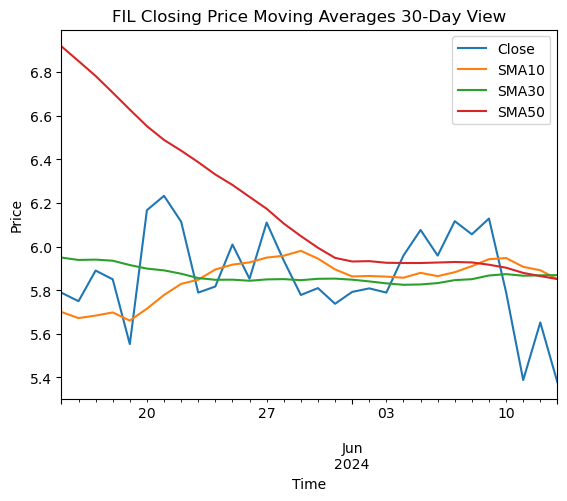 FIL Closing Price Moving Averages 30-Day View
Close
SMA10
SMA30
SMA50
Price
6.8
6.6
6.4
6.2
6.0
5.8
5.6
5.4
20 27 03 10
Jun
2024
Time